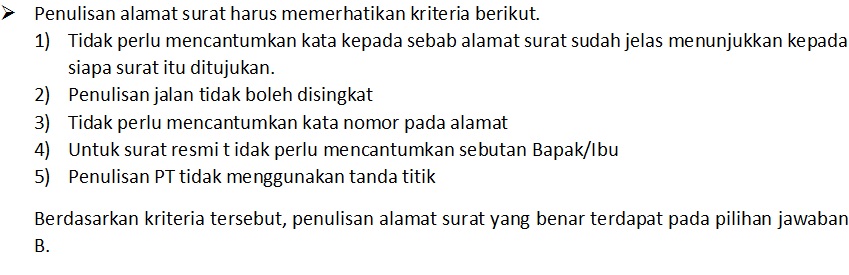 ➤ Penulisan alamat surat harus memerhatikan kriteria berikut.
1) Tidak perlu mencantumkan kata kepada sebab alamat surat sudah jelas menunjukkan kepada
siapa surat itu ditujukan.
2) Penulisan jalan tidak boleh disingkat
3) Tidak perlu mencantumkan kata nomor pada alamat
4) Untuk surat resmi t idak perlu mencantumkan sebutan Bapak/Ibu
5) Penulisan PT tidak menggunakan tanda titik
Berdasarkan kriteria tersebut, penulisan alamat surat yang benar terdapat pada pilihan jawaban
B.